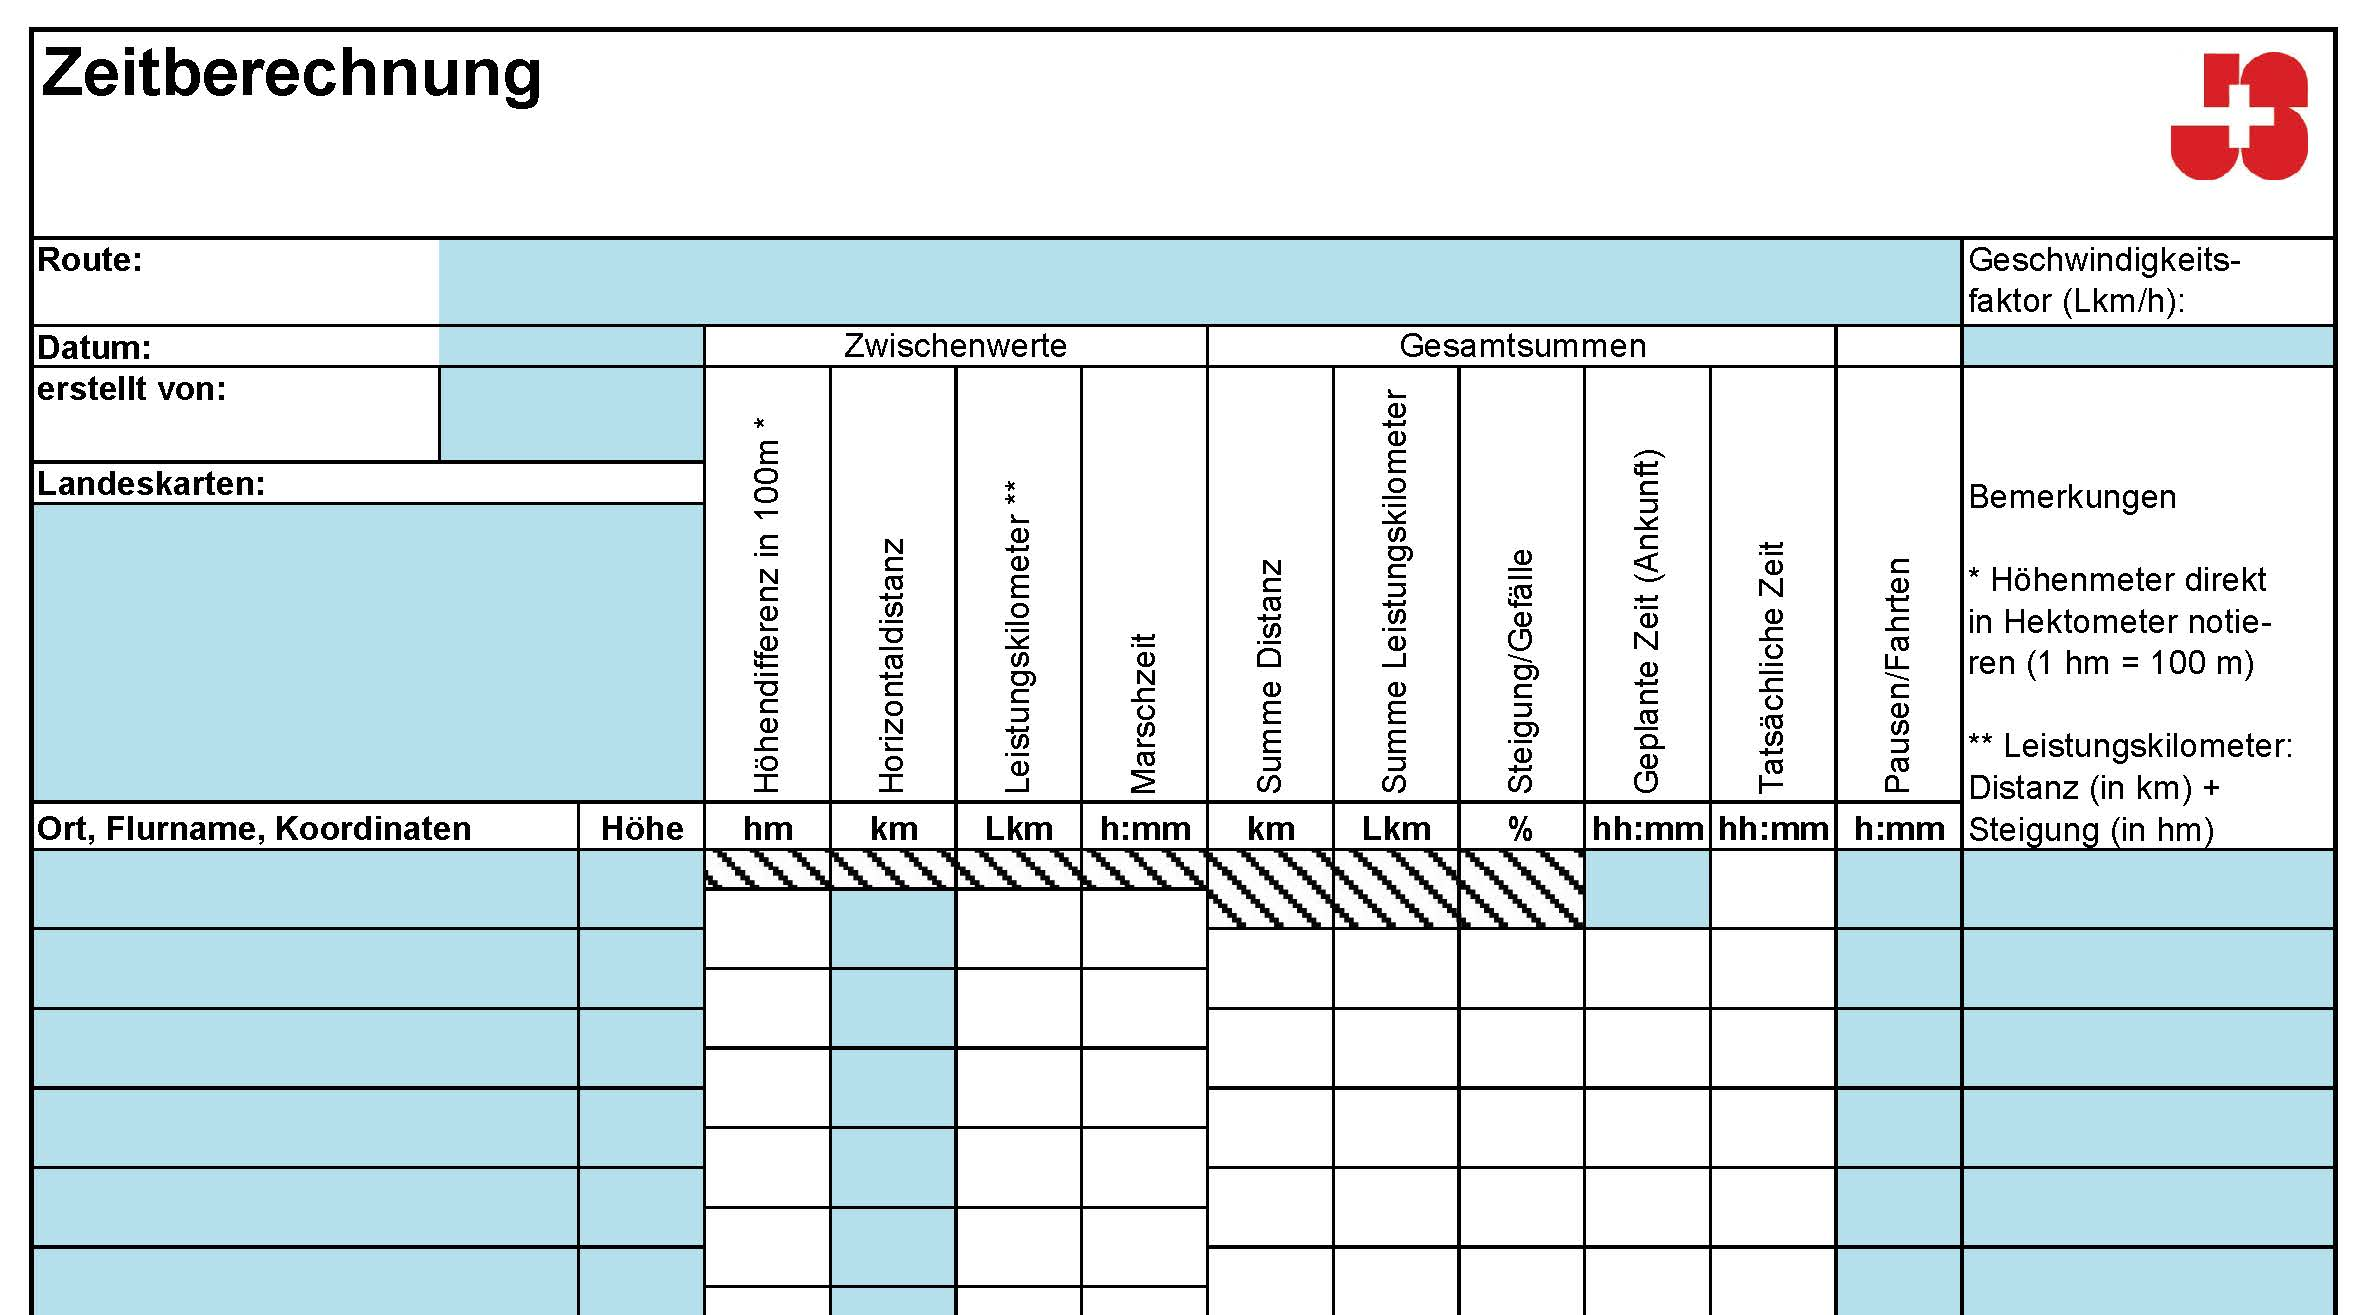 Zeitberechnung
Route:
Geschwindigkeits-
faktor (Lkm/h):
Datum:
Zwischenwerte
Gesamtsummen
erstellt von:
Landeskarten:
Höhendifferenz in 100m *
Horizontaldistanz
Leistungskilometer **
Marschzeit
Summe Distanz
Summe Leistungskilometer
Steigung/Gefälle
Geplante Zeit (Ankunft)
Tatsächliche Zeit
Pausen/Fahrten
Bemerkungen
* Höhenmeter direkt
in Hektometer notie-
ren (1 hm = 100 m)
** Leistungskilometer:
Distanz (in km) +
Steigung (in hm)
Ort, Flurname, Koordinaten Höhe hm km Lkm h:mm km Lkm % hh:mm hh:mm h:mm